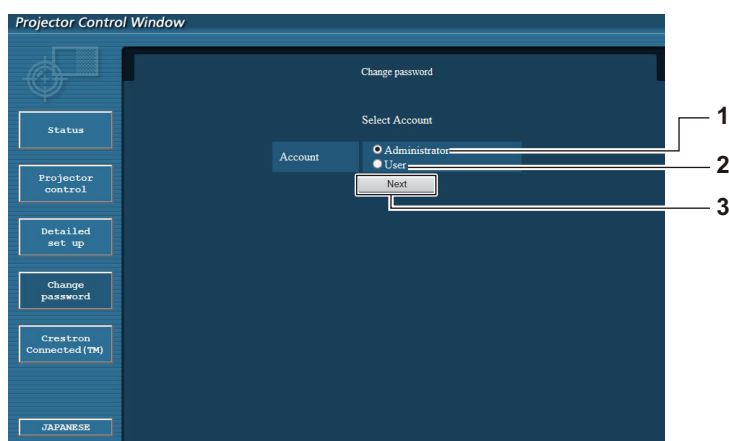 Projector Control Window
Change password
Select Account
1
Status
Account
Administrator
User
2
Next
3
Projector
control
Detailed
set up
Change
password
Crestron
Connected(TM)
JAPANESE